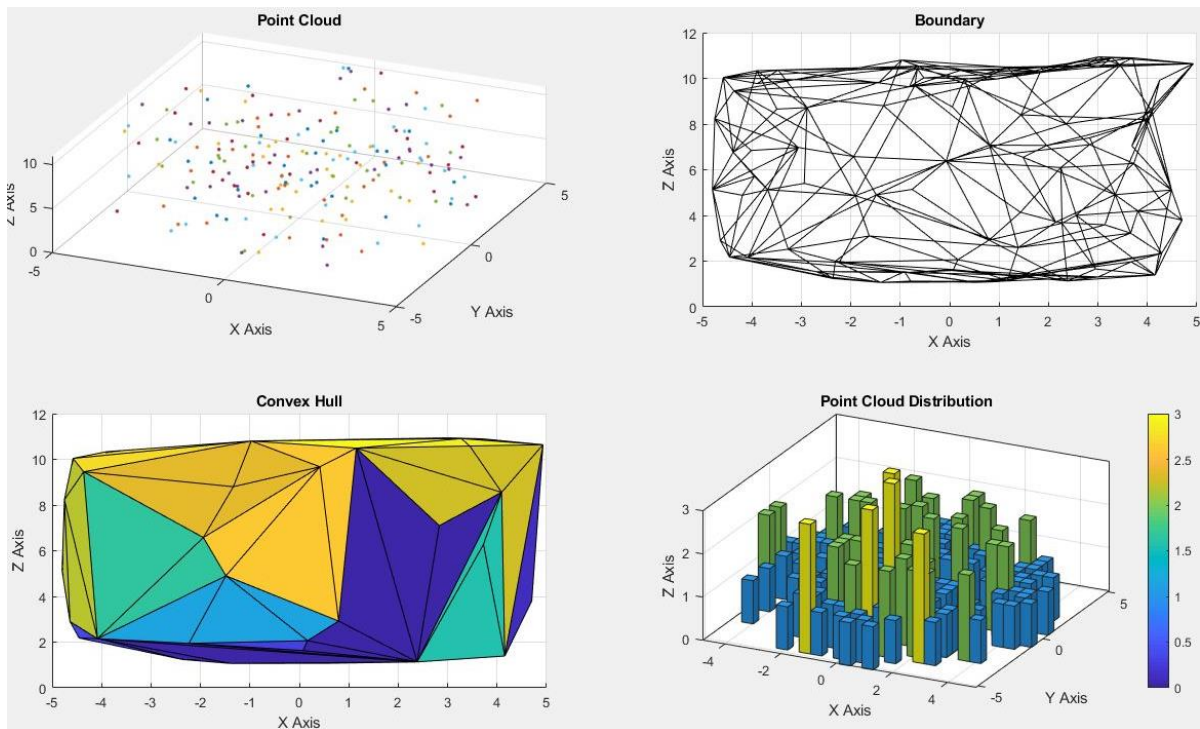 Point Cloud
10
5
0
Z Axis
-5
0
5
X Axis
-5
0
5
Y Axis
Boundary
12
10
8
6
4
2
0
Z Axis
-5 -4 -3 -2 -1 0 1 2 3 4 5
X Axis
Convex Hull
12
10
8
6
4
2
0
Z Axis
-5 -4 -3 -2 -1 0 1 2 3 4 5
X Axis
Point Cloud Distribution
3
2
1
0
Z Axis
-4 -2 0 2 4
X Axis
-5
0
5
Y Axis
3
2.5
2
1.5
1
0.5
0